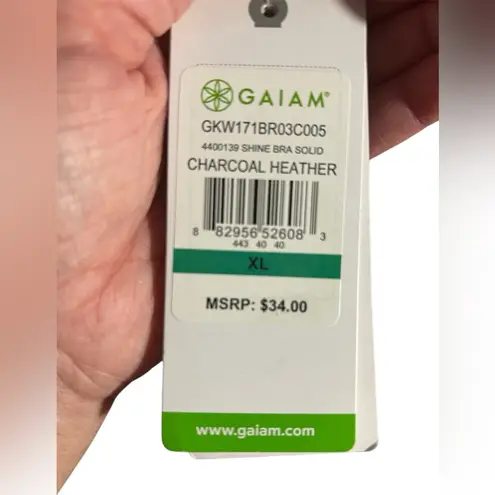 GAIAM®
GKW171BR03C005
4400139 SHINE BRA SOLID
CHARCOAL HEATHER
8 82956 52608 3
443 40 40
XL
MSRP: $34.00
www.gaiam.com